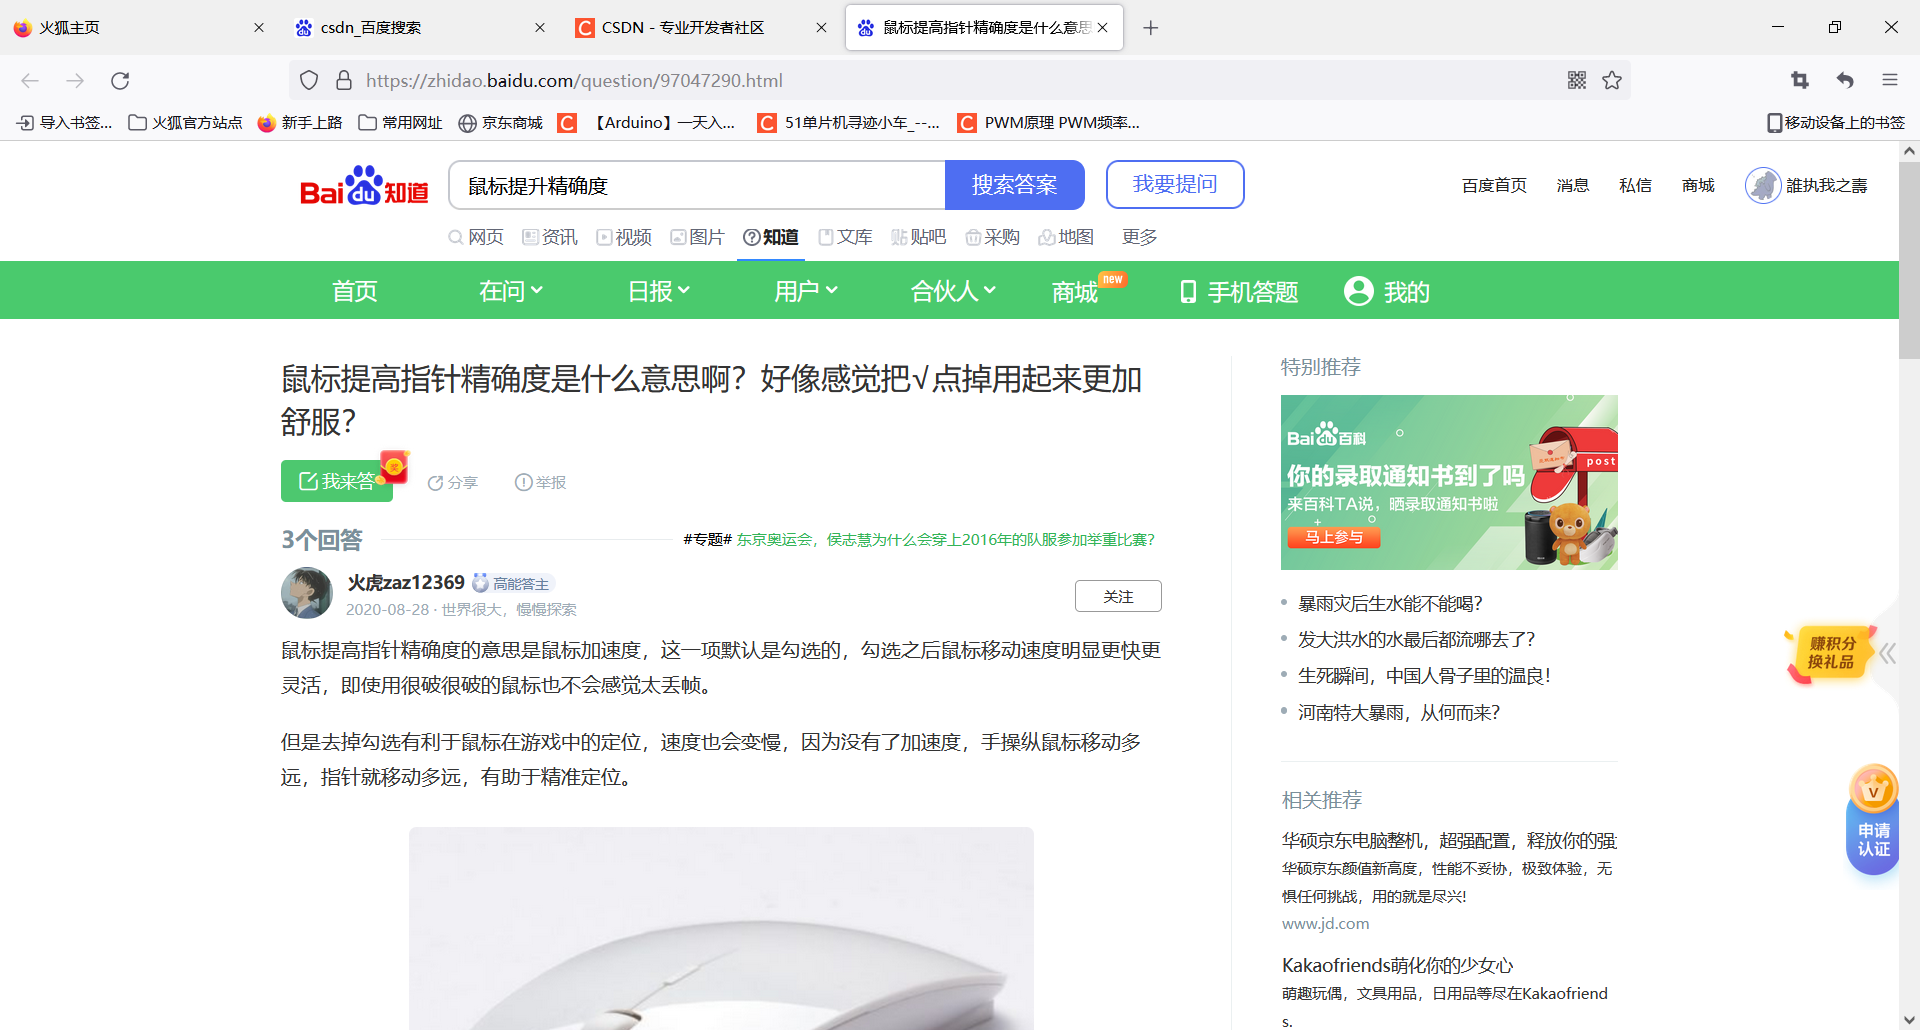 火狐主页
csdn_百度搜索
CSDN - 专业开发者社区
鼠标提高指针精确度是什么意思
https://zhidao.baidu.com/question/97047290.html
导入书签... 火狐官方站点 新手上路 常用网址 京东商城 【Arduino】一天入... 51单片机寻迹小车_--... PWM原理 PWM频率... 移动设备上的书签
Bai du 知道 鼠标提升精确度 搜索答案 我要提问 百度首页 消息 私信 商城 誰执我之壽
网页 资讯 视频 图片 知道 文库 贴吧 采购 地图 更多
首页 在问 日报 用户 合伙人 商城 new 手机答题 我的
鼠标提高指针精确度是什么意思啊？好像感觉把√点掉用起来更加
舒服？
我来答 奖 分享 举报
3个回答 #专题# 东京奥运会，侯志慧为什么会穿上2016年的队服参加举重比赛？
火虎zaz12369 高能答主
2020-08-28 · 世界很大，慢慢探索
关注
鼠标提高指针精确度的意思是鼠标加速度，这一项默认是勾选的，勾选之后鼠标移动速度明显更快更
灵活，即使用很破很破的鼠标也不会感觉太丢帧。
但是去掉勾选有利于鼠标在游戏中的定位，速度也会变慢，因为没有了加速度，手操纵鼠标移动多
远，指针就移动多远，有助于精准定位。
特别推荐
Bai du 百科
你的录取通知书到了吗
来百科TA说，晒录取通知书啦
马上参与
post
暴雨灾后生水能不能喝？
发大洪水的水最后都流哪去了？
生死瞬间，中国人骨子里的温良！
河南特大暴雨，从何而来？
赚积分
换礼品
相关推荐
华硕京东电脑整机，超强配置，释放你的强
华硕京东颜值新高度，性能不妥协，极致体验，无
惧任何挑战，用的就是尽兴!
www.jd.com
Kakaofriends萌化你的少女心
萌趣玩偶，文具用品，日用品等尽在Kakaofriend
s.
V
申请
认证